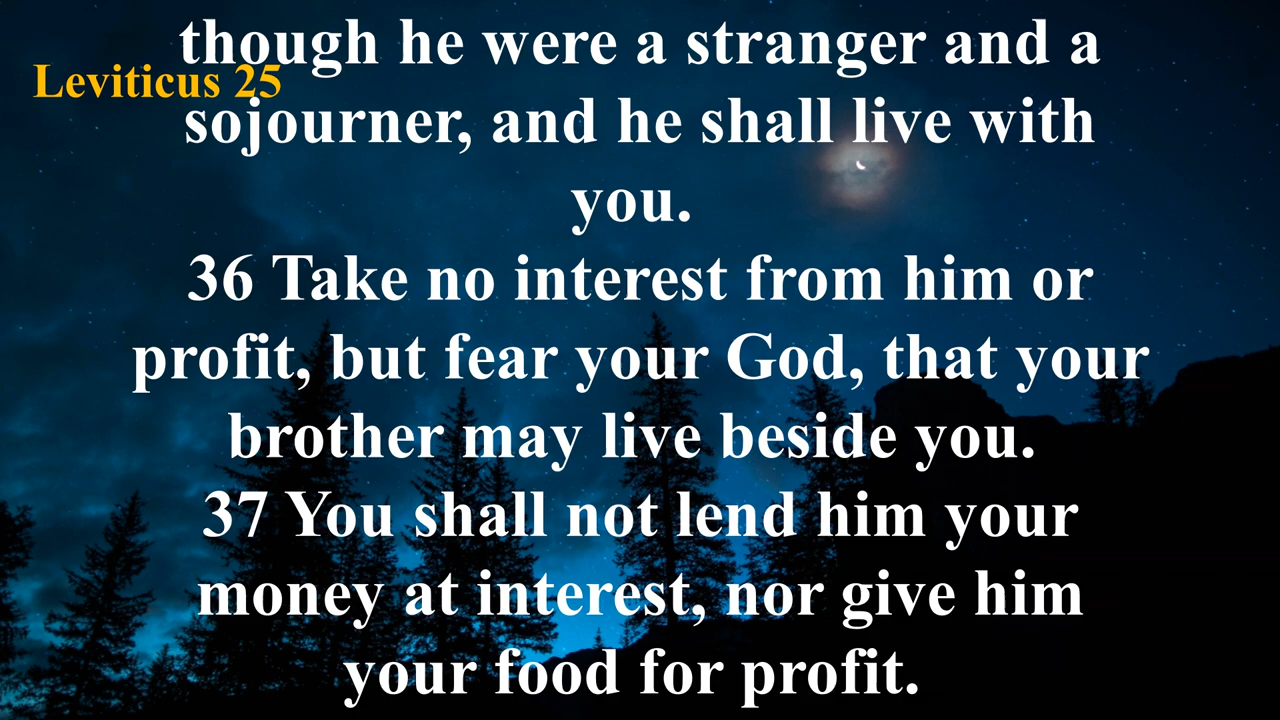 though he were a stranger and a
Leviticus 25
sojourner, and he shall live with
you.
36 Take no interest from him or
profit, but fear your God, that your
brother may live beside you.
37 You shall not lend him your
money at interest, nor give him
your food for profit.